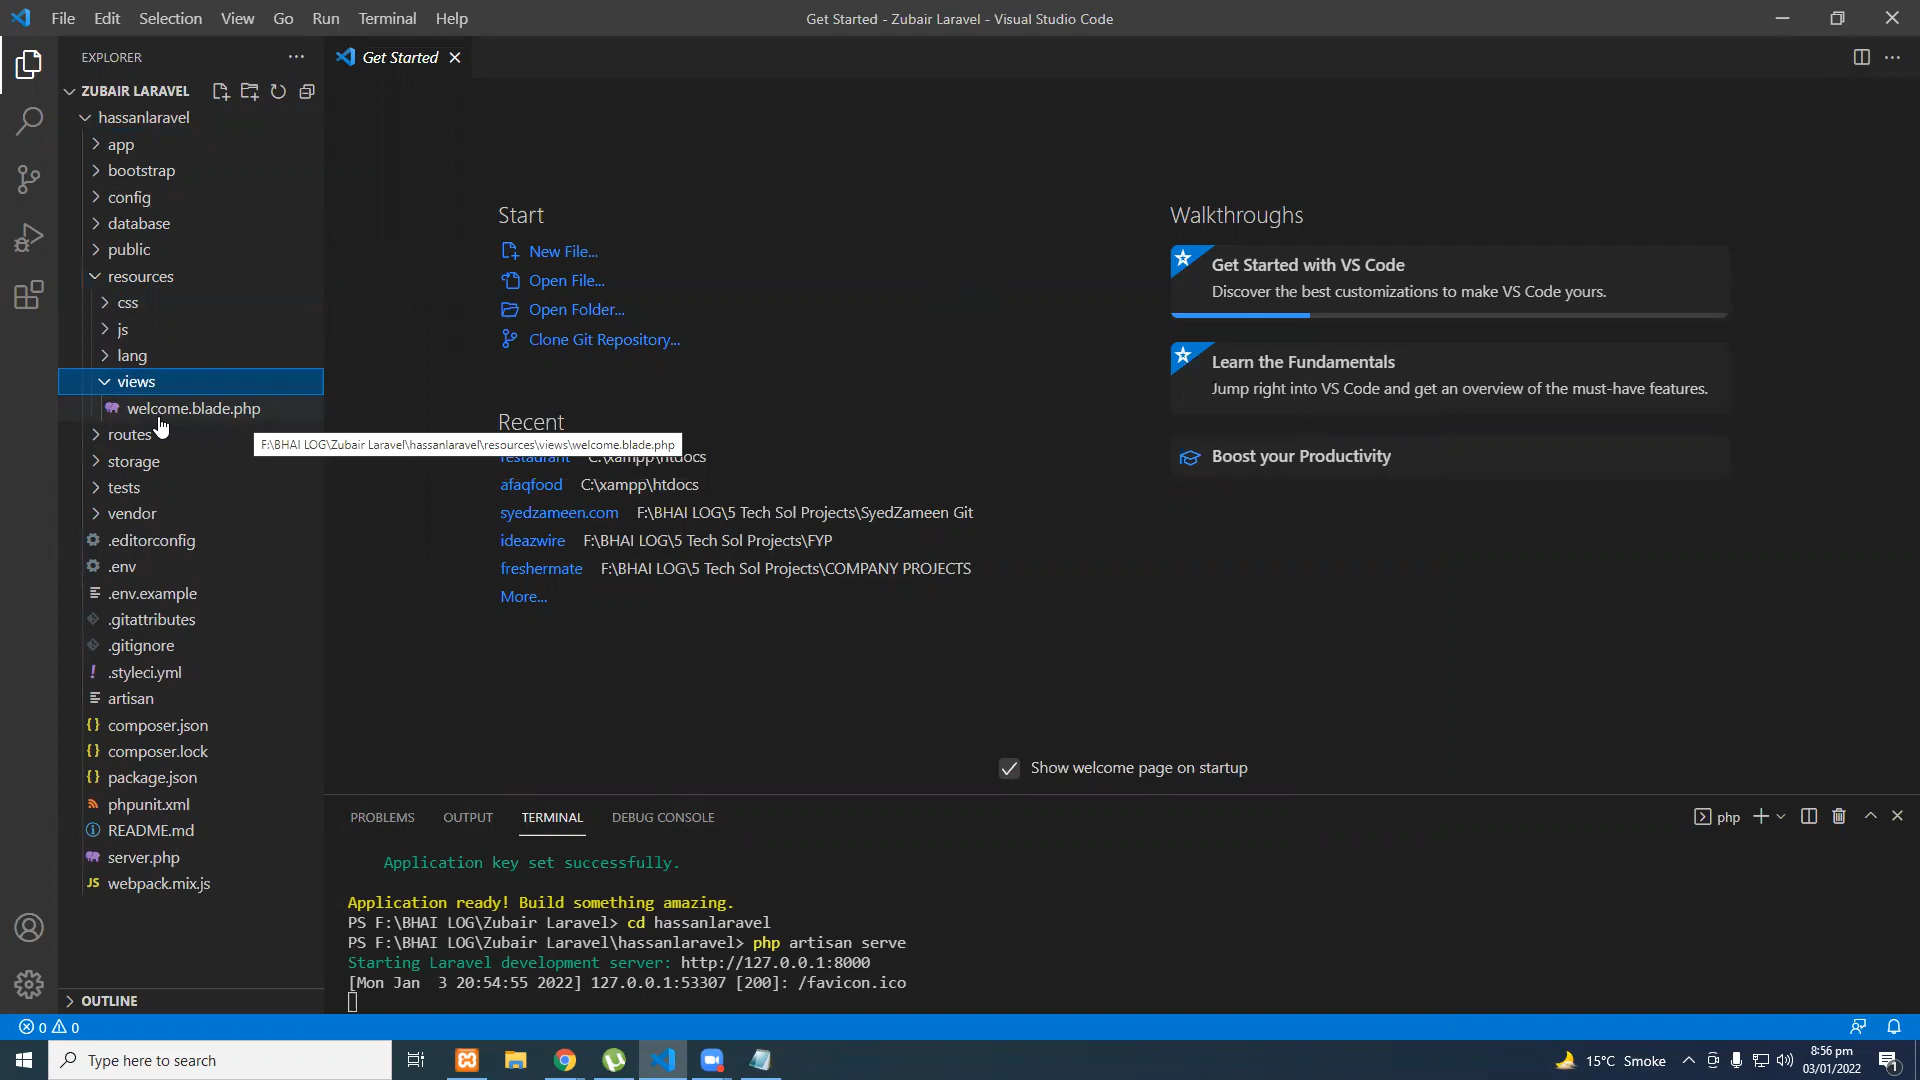 File Edit Selection View Go Run Terminal Help
Get Started - Zubair Laravel - Visual Studio Code
EXPLORER
Get Started
ZUBAIR LARAVEL
hassanlaravel
app
bootstrap
config
database
public
resources
css
js
lang
views
welcome.blade.php
routes
storage
tests
vendor
.editorconfig
.env
.env.example
.gitattributes
.gitignore
.styleci.yml
artisan
composer.json
composer.lock
package.json
phpunit.xml
README.md
server.php
JS webpack.mix.js
OUTLINE
F:\BHAI LOG\Zubair Laravel\hassanlaravel\resources\views\welcome.blade.php
Start
New File...
Open File...
Open Folder...
Clone Git Repository...
Recent
restaurant C:\xampp\htdocs
afaqfood C:\xampp\htdocs
syedzameen.com F:\BHAI LOG\5 Tech Sol Projects\SyedZameen Git
ideazwire F:\BHAI LOG\5 Tech Sol Projects\FYP
freshermate F:\BHAI LOG\5 Tech Sol Projects\COMPANY PROJECTS
More...
Walkthroughs
Get Started with VS Code
Discover the best customizations to make VS Code yours.
Learn the Fundamentals
Jump right into VS Code and get an overview of the must-have features.
Boost your Productivity
Show welcome page on startup
PROBLEMS OUTPUT TERMINAL DEBUG CONSOLE
php
Application key set successfully.
Application ready! Build something amazing.
PS F:\BHAI LOG\Zubair Laravel> cd hassanlaravel
PS F:\BHAI LOG\Zubair Laravel\hassanlaravel> php artisan serve
Starting Laravel development server: http://127.0.0.1:8000
[Mon Jan  3 20:54:55 2022] 127.0.0.1:53307 [200]: /favicon.ico
0 0
Type here to search
15°C Smoke
8:56 pm
03/01/2022
1